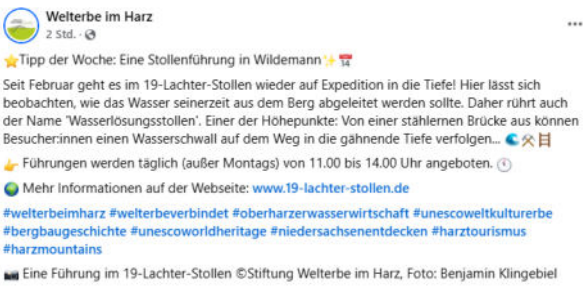 Welterbe im Harz
2 Std. ·
⭐Tipp der Woche: Eine Stollenführung in Wildemann✨📅
Seit Februar geht es im 19-Lachter-Stollen wieder auf Expedition in die Tiefe! Hier lässt sich
beobachten, wie das Wasser seinerzeit aus dem Berg abgeleitet werden sollte. Daher rührt auch
der Name 'Wasserlösungsstollen'. Einer der Höhepunkte: Von einer stählernen Brücke aus können
Besucher:innen einen Wasserschwall auf dem Weg in die gähnende Tiefe verfolgen... 🌊⚒️🪜
👉 Führungen werden täglich (außer Montags) von 11.00 bis 14.00 Uhr angeboten. 🕚
🌍 Mehr Informationen auf der Webseite: www.19-lachter-stollen.de
#welterbeimharz #welterbeverbindet #oberharzerwasserwirtschaft #unescoweltkulturerbe
#bergbaugeschichte #unescoworldheritage #niedersachsenentdecken #harztourismus
#harzmountains
📷 Eine Führung im 19-Lachter-Stollen ©Stiftung Welterbe im Harz, Foto: Benjamin Klingebiel